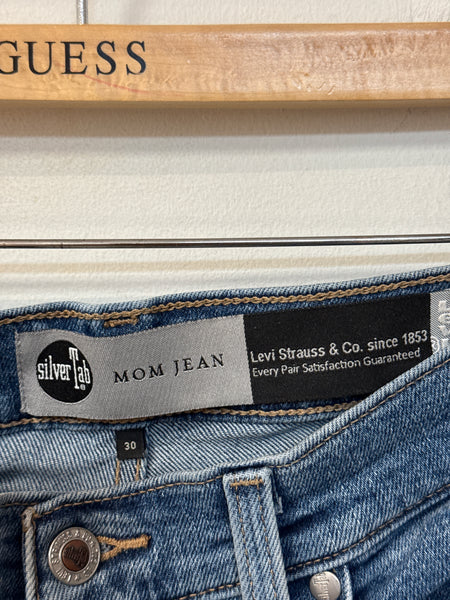 GUESS
silver Tab
MOM JEAN
Levi Strauss & Co. since 1853
Every Pair Satisfaction Guaranteed
30